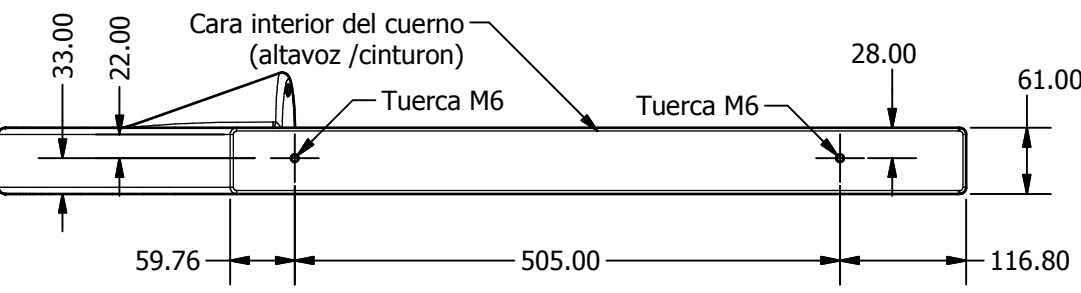 33.00
22.00
Cara interior del cuerno
(altavoz /cinturon)
28.00
61.00
Tuerca M6
Tuerca M6
59.76
505.00
116.80